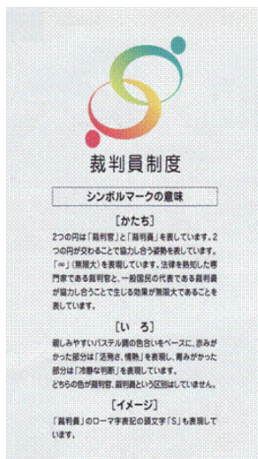 裁判員制度
シンボルマークの意味
［かたち］
2つの円は「裁判官」と「裁判員」を表しています。2
つの円が交わることで協力し合う姿勢を表しています。
「∞」（無限大）を表現しています。法律を熟知した専
門家である裁判官と、一般国民の代表である裁判員
が協力し合うことで生じる効果が無限大であることを
表しています。
［い　ろ］
親しみやすいパステル調の色合いをベースに、赤みが
かった部分は「活発さ、情熱」を表現し、青みがかった
部分は「冷静な判断」を表現しています。
どちらの色が裁判官、裁判員という区別はしていません。
［イメージ］
「裁判員」のローマ字表記の頭文字「S」も表現して
います。